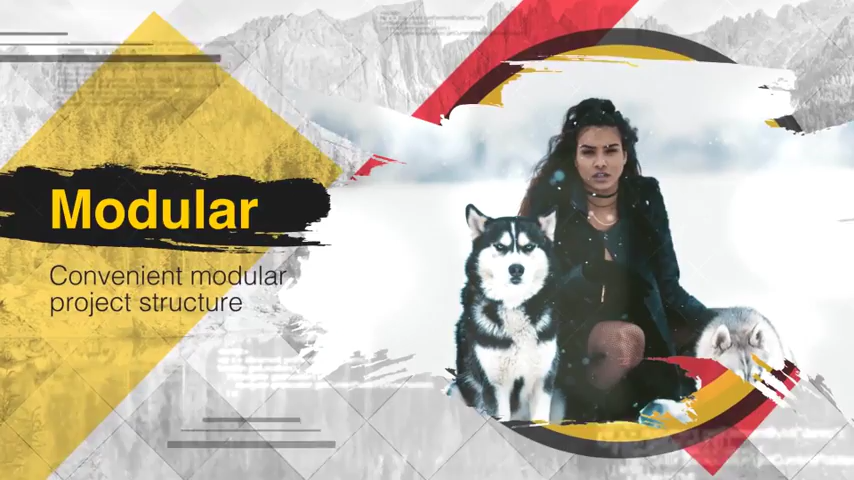 Modular
Convenient modular
project structure